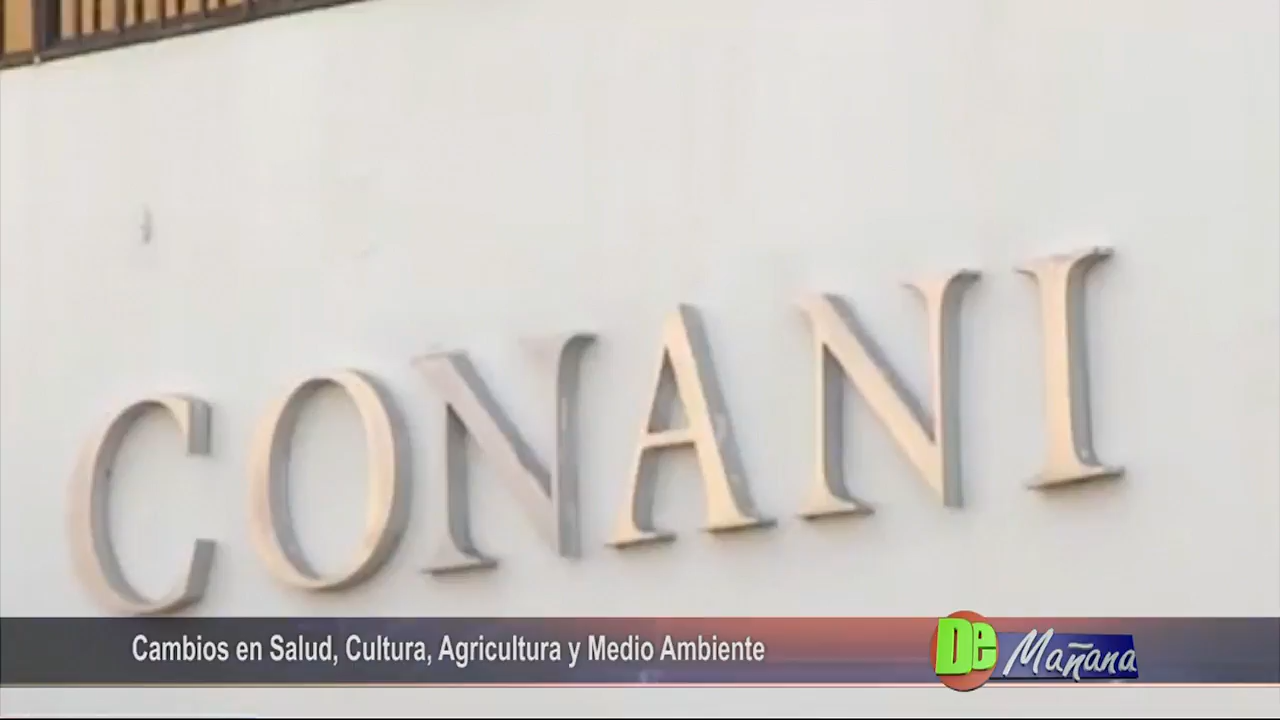 CONANI
Cambios en Salud, Cultura, Agricultura y Medio Ambiente
De Mañana